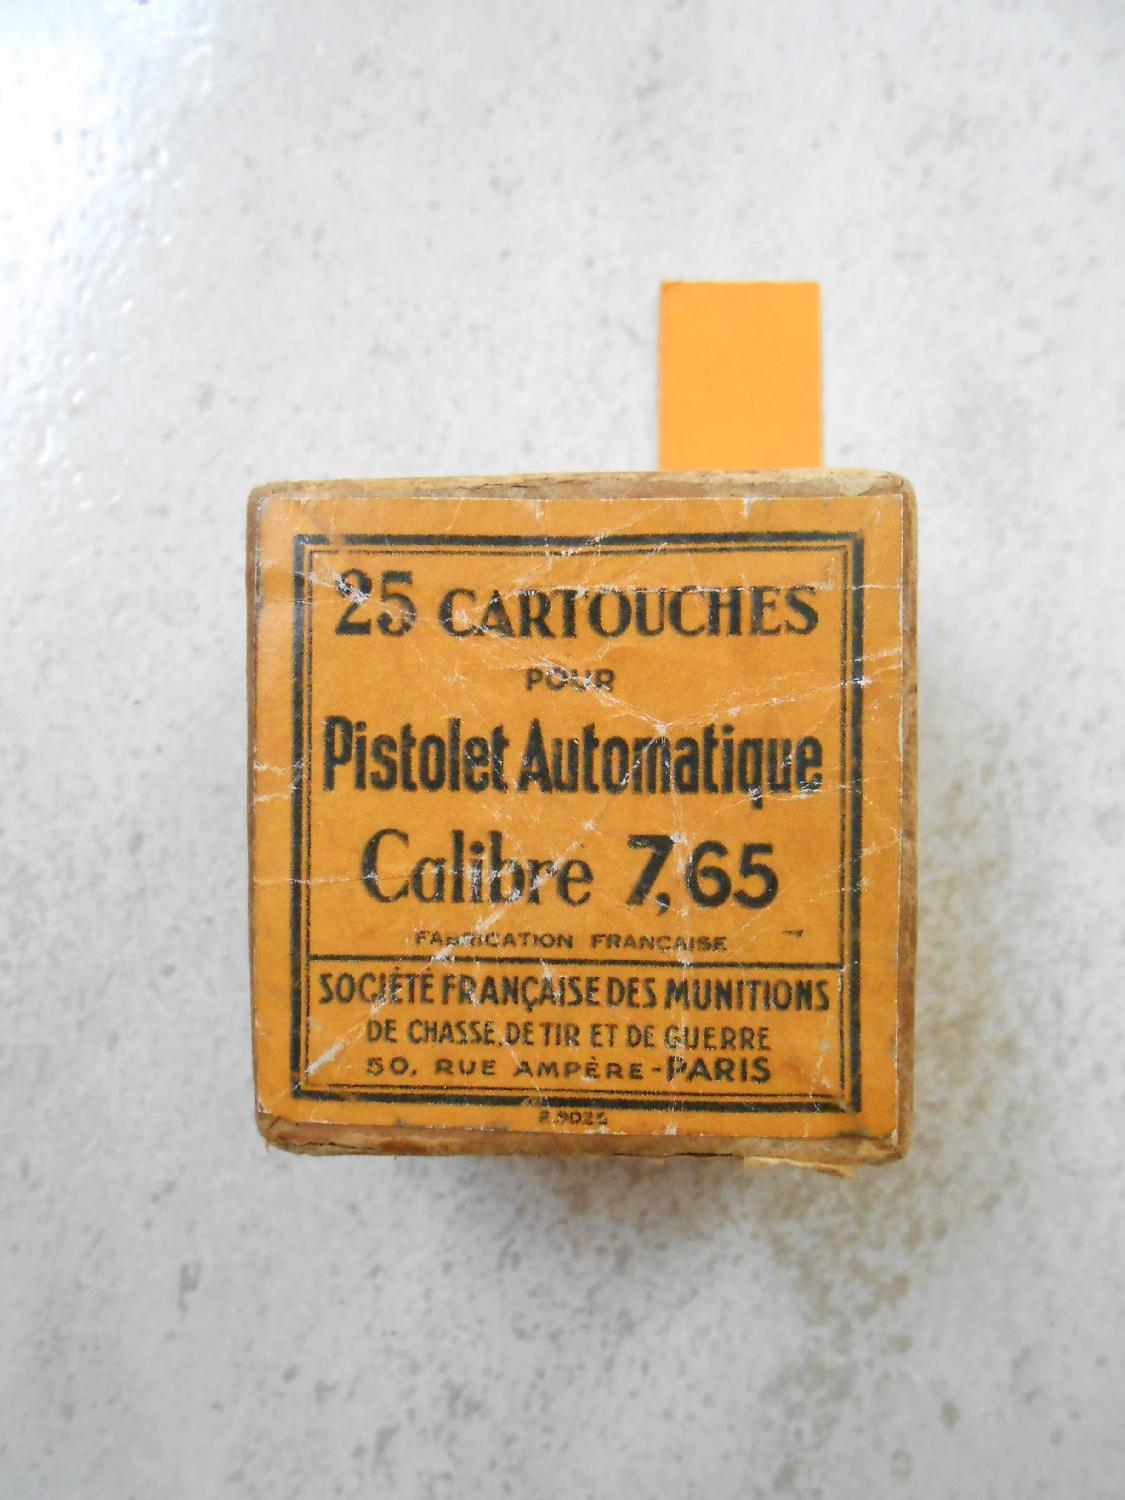 25 CARTOUCHES
POUR
Pistolet Automatique
Calibre 7,65
FABRICATION FRANÇAISE
SOCIÉTÉ FRANÇAISE DES MUNITIONS
DE CHASSE, DE TIR ET DE GUERRE
50, RUE AMPÈRE - PARIS